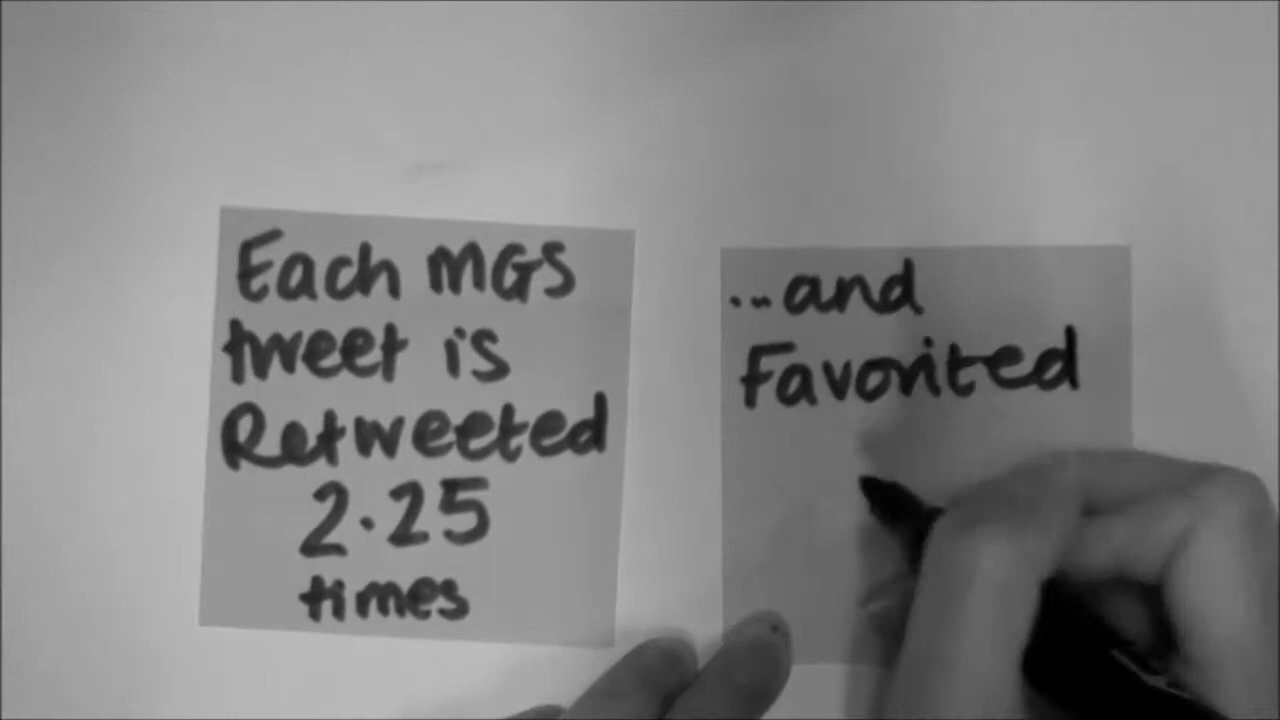 Each MGS
tweet is
Retweeted
2.25
times
...and
Favorited